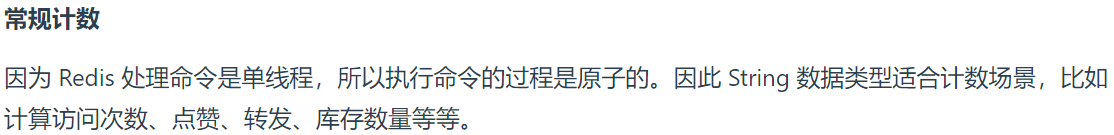 常规计数
因为 Redis 处理命令是单线程，所以执行命令的过程是原子的。因此 String 数据类型适合计数场景，比如
计算访问次数、点赞、转发、库存数量等等。